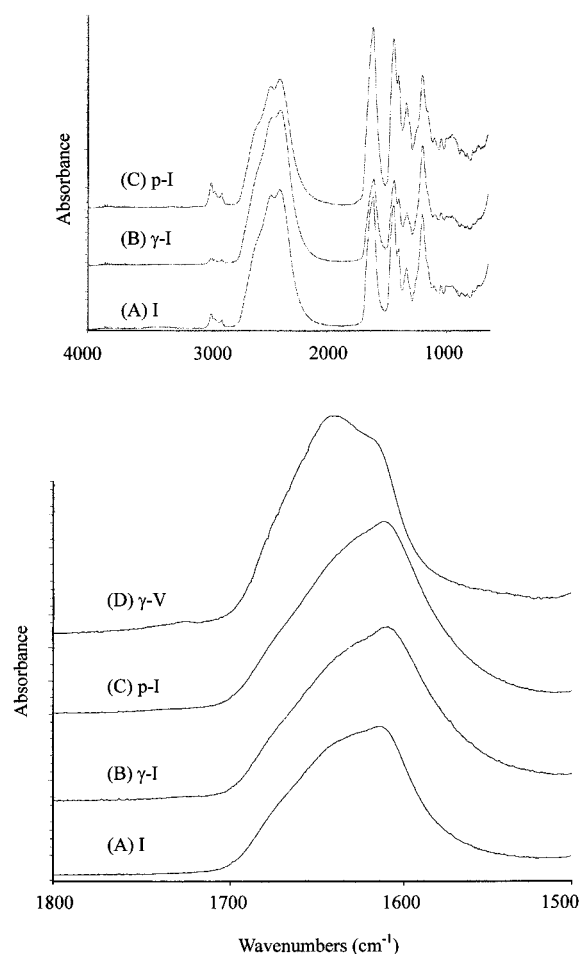 Absorbance
(C) p-I
(B) γ-I
(A) I
4000 3000 2000 1000
Absorbance
(D) γ-V
(C) p-I
(B) γ-I
(A) I
1800 1700 1600 1500
Wavenumbers (cm⁻¹)